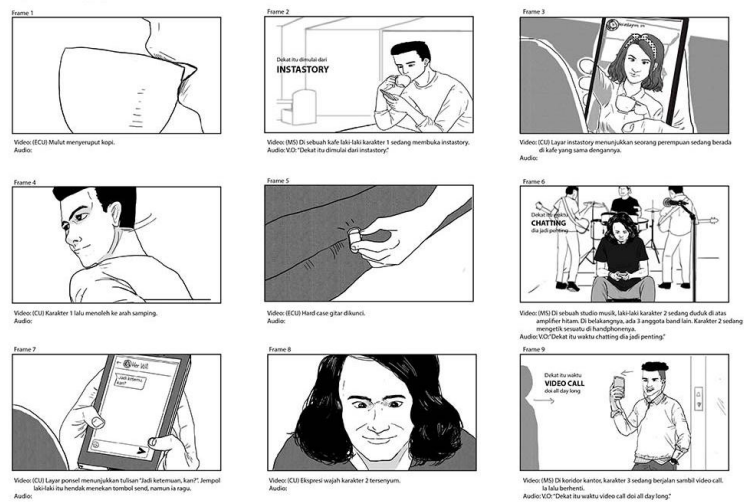 Frame 1
Video: (ECU) Mulut menyeruput kopi.
Audio:
Frame 2
Dekat itu dimulai dari
INSTASTORY
Video: (MS) Di sebuah kafe laki-laki karakter 1 sedang membuka instastory.
Audio: V.O: "Dekat itu dimulai dari instastory."
Frame 3
Video: (CU) Layar instastory menunjukkan seorang perempuan sedang berada
di kafe yang sama dengannya.
Audio:
Frame 4
Video: (CU) Karakter 1 lalu menoleh ke arah samping.
Audio:
Frame 5
Video: (ECU) Hard case gitar dikunci.
Audio:
Frame 6
Dekat itu waktu
CHATTING
dia jadi penting
Video: (MS) Di sebuah studio musik, laki-laki karakter 2 sedang duduk di atas
amplifier hitam. Di belakangnya, ada 3 anggota band lain. Karakter 2 sedang
mengetik sesuatu di handphonenya.
Audio: V.O:"Dekat itu waktu chatting dia jadi penting."
Frame 7
Jadi ketemu,
kan?
Video: (CU) Layar ponsel menunjukkan tulisan "Jadi ketemuan, kan?". Jempol
laki-laki itu hendak menekan tombol send, namun ia ragu.
Audio:
Frame 8
Video: (CU) Ekspresi wajah karakter 2 tersenyum.
Audio:
Frame 9
Dekat itu waktu
VIDEO CALL
doi all day long
Video: (MS) Di koridor kantor, karakter 3 sedang berjalan sambil video call.
Ia lalu berhenti.
Audio: V.O:"Dekat itu waktu video call doi all day long."